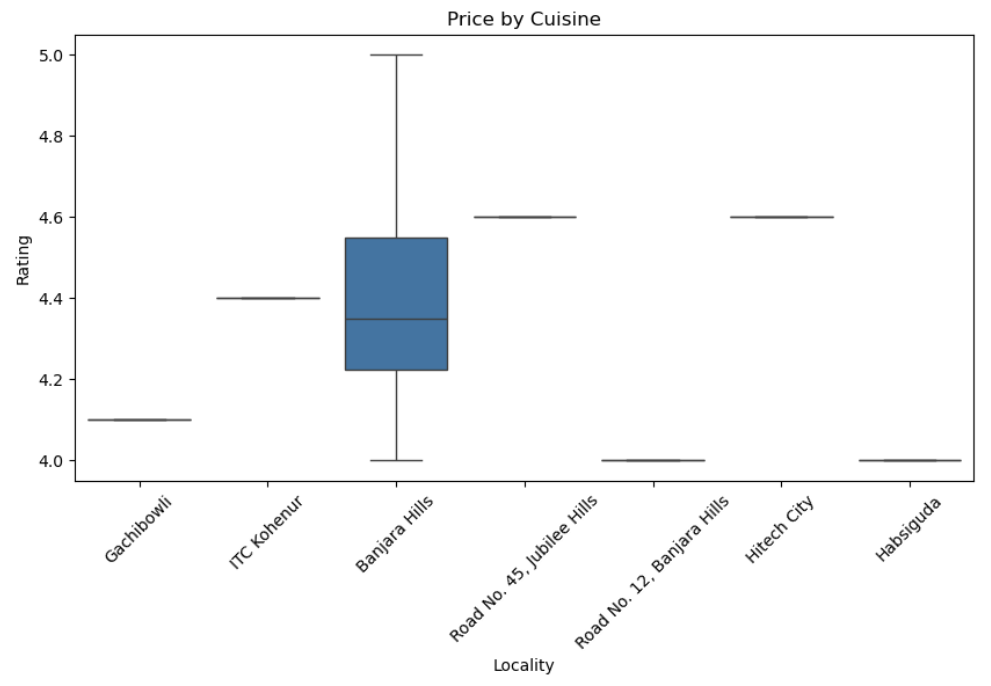 Price by Cuisine
5.0
4.8
4.6
4.4
4.2
4.0
Rating
Gachibowli
ITC Kohenur
Banjara Hills
Road No. 45, Jubilee Hills
Road No. 12, Banjara Hills
Hitech City
Habsiguda
Locality